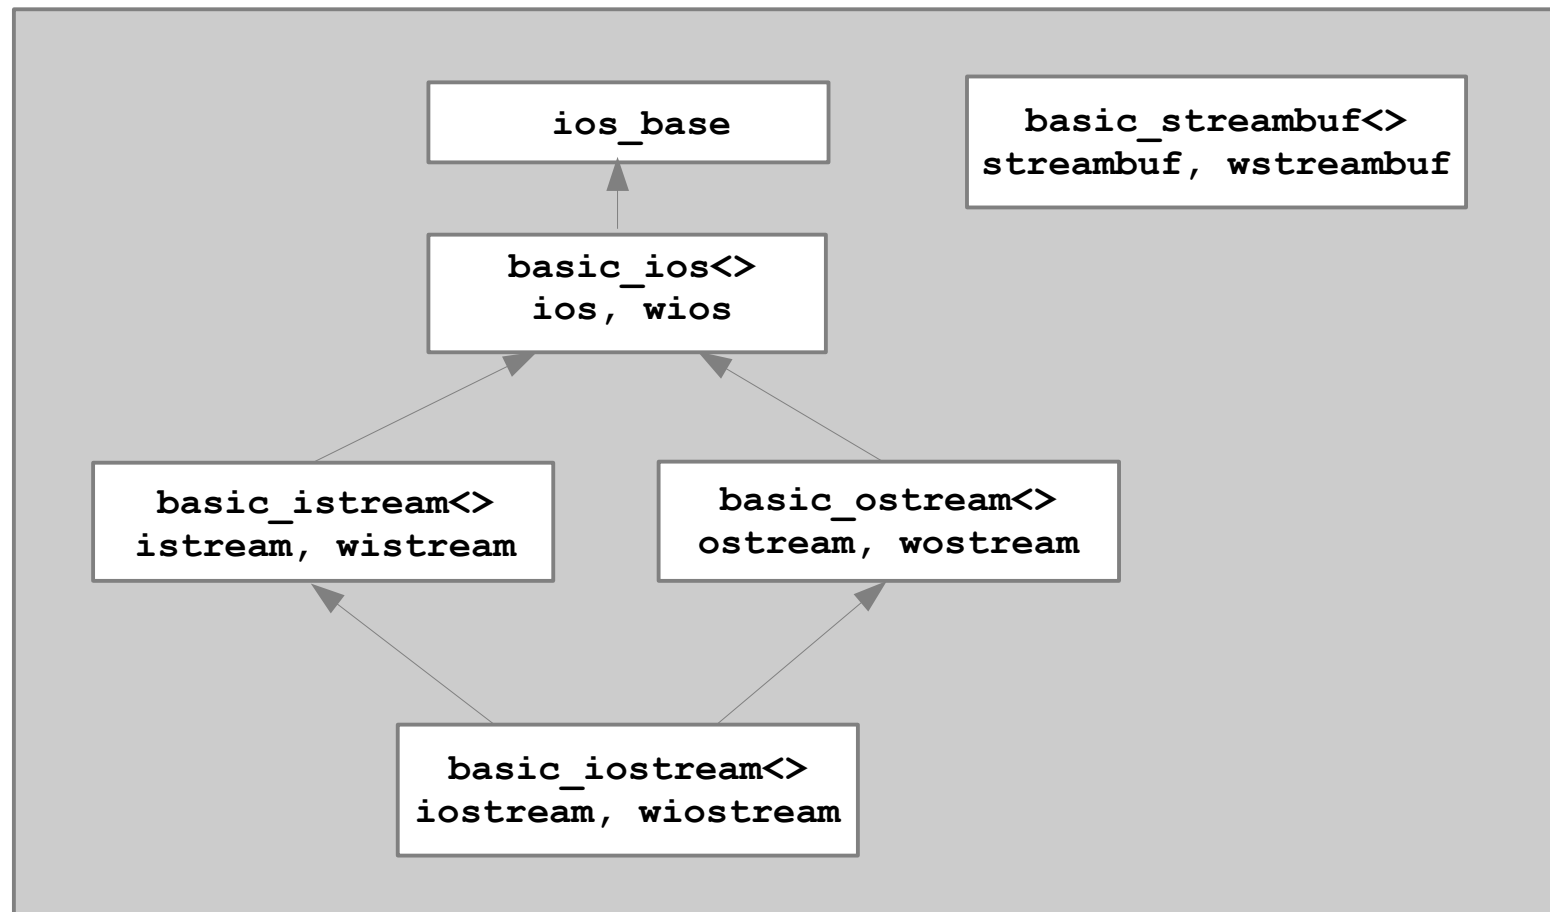 ios_base
basic_streambuf<>
streambuf, wstreambuf
basic_ios<>
ios, wios
basic_istream<>
istream, wistream
basic_ostream<>
ostream, wostream
basic_iostream<>
iostream, wiostream